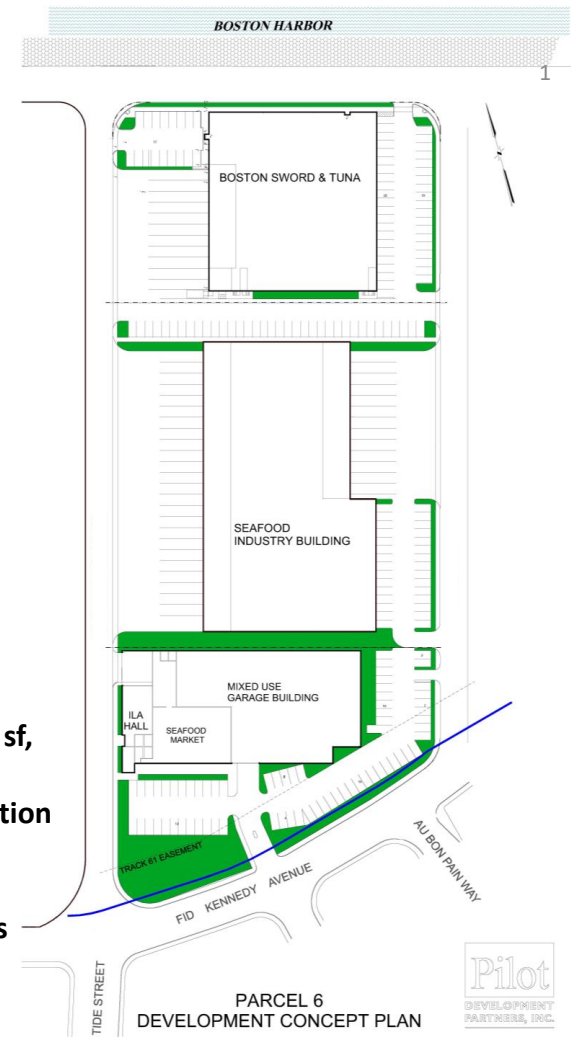 BOSTON HARBOR
1
BOSTON SWORD & TUNA
SEAFOOD
INDUSTRY BUILDING
MIXED USE
GARAGE BUILDING
ILA
HALL
SEAFOOD
MARKET
sf,
tion
s
TRACK 61 EASEMENT
FID KENNEDY AVENUE
AU BON PAIN WAY
TIDE STREET
PARCEL 6
DEVELOPMENT CONCEPT PLAN
Pilot
DEVELOPMENT
PARTNERS, INC.